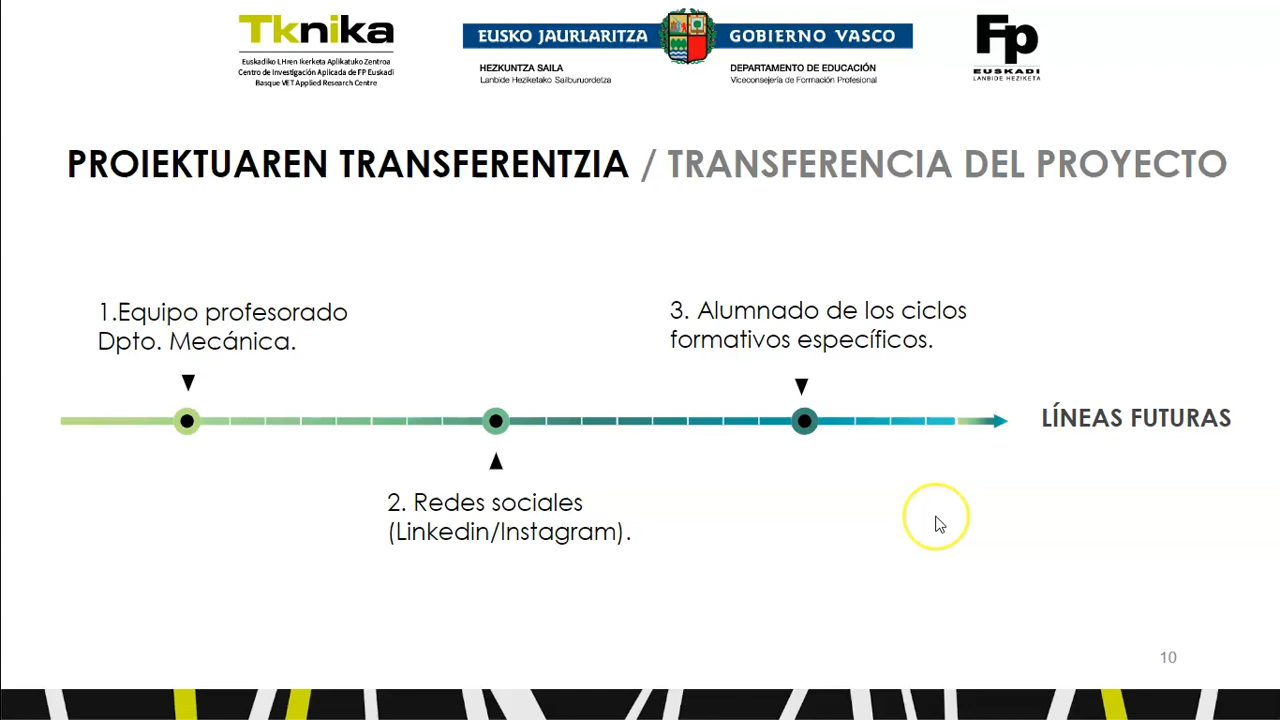 Tknika
Euskadiko LHren Ikerketa Aplikatuko Zentroa
Centro de Investigación Aplicada de FP Euskadi
Basque VET Applied Research Centre
EUSKO JAURLARITZA
GOBIERNO VASCO
HEZKUNTZA SAILA
Lanbide Heziketako Sailburuordetza
DEPARTAMENTO DE EDUCACIÓN
Viceconsejería de Formación Profesional
Fp
EUSKADI
LANBIDE HEZIKETA
PROIEKTUAREN TRANSFERENTZIA / TRANSFERENCIA DEL PROYECTO
1.Equipo profesorado
Dpto. Mecánica.
3. Alumnado de los ciclos
formativos específicos.
LÍNEAS FUTURAS
2. Redes sociales
(Linkedin/Instagram).
10